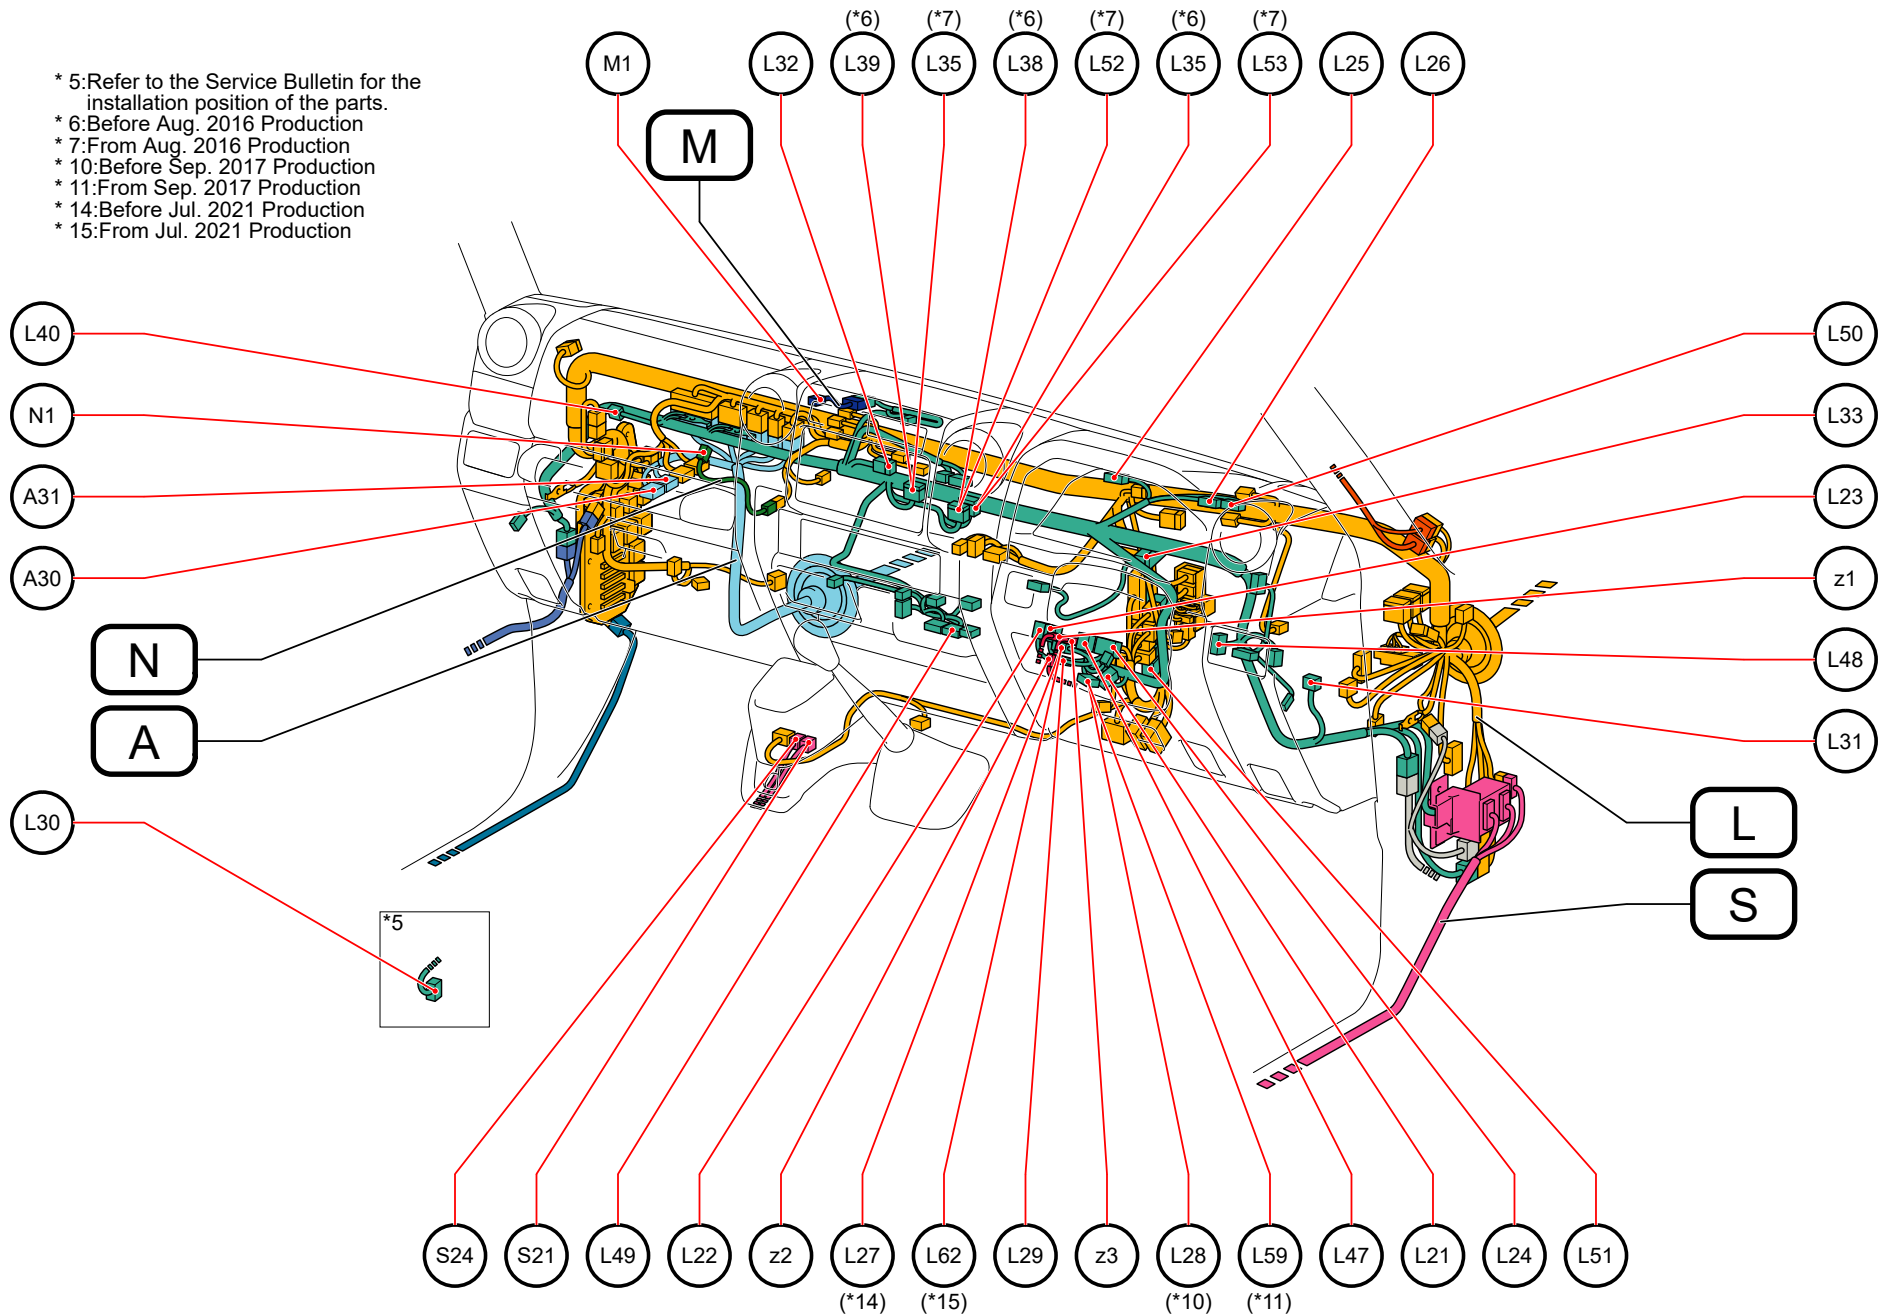 (*6) (*7) (*6) (*7) (*6) (*7)
M1 L32 L39 L35 L38 L52 L35 L53 L25 L26
* 5:Refer to the Service Bulletin for the
installation position of the parts.
* 6:Before Aug. 2016 Production
* 7:From Aug. 2016 Production
* 10:Before Sep. 2017 Production
* 11:From Sep. 2017 Production
* 14:Before Jul. 2021 Production
* 15:From Jul. 2021 Production
M
L40
N1
A31
A30
N
A
L30
*5
L50
L33
L23
z1
L48
L31
L
S
S24 S21 L49 L22 z2 L27 L62 L29 z3 L28 L59 L47 L21 L24 L51
(*14) (*15) (*10) (*11)